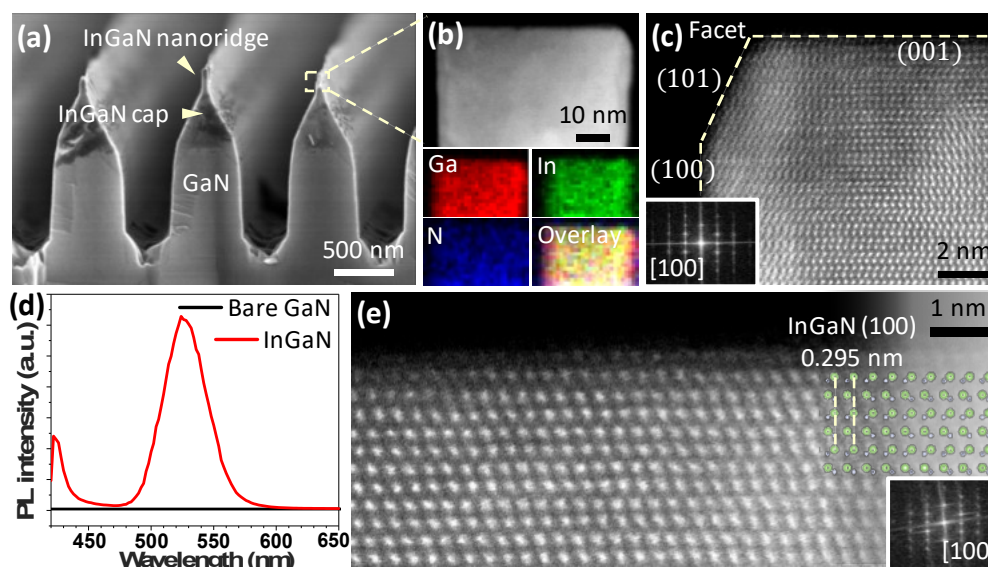 (a)
InGaN nanoridge
InGaN cap
GaN
500 nm
(b)
10 nm
Ga
In
N
Overlay
(c)
Facet
(001)
(101)
(100)
[100]
2 nm
(d)
Bare GaN
InGaN
PL intensity (a.u.)
450 500 550 600 650
Wavelength (nm)
(e)
1 nm
InGaN (100)
0.295 nm
[100]